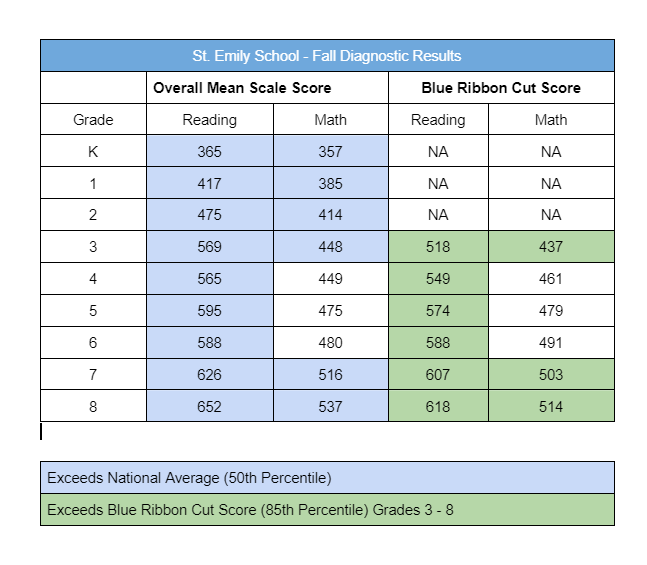 St. Emily School - Fall Diagnostic Results
Overall Mean Scale Score Blue Ribbon Cut Score
Grade Reading Math Reading Math
K 365 357 NA NA
1 417 385 NA NA
2 475 414 NA NA
3 569 448 518 437
4 565 449 549 461
5 595 475 574 479
6 588 480 588 491
7 626 516 607 503
8 652 537 618 514
Exceeds National Average (50th Percentile)
Exceeds Blue Ribbon Cut Score (85th Percentile) Grades 3 - 8